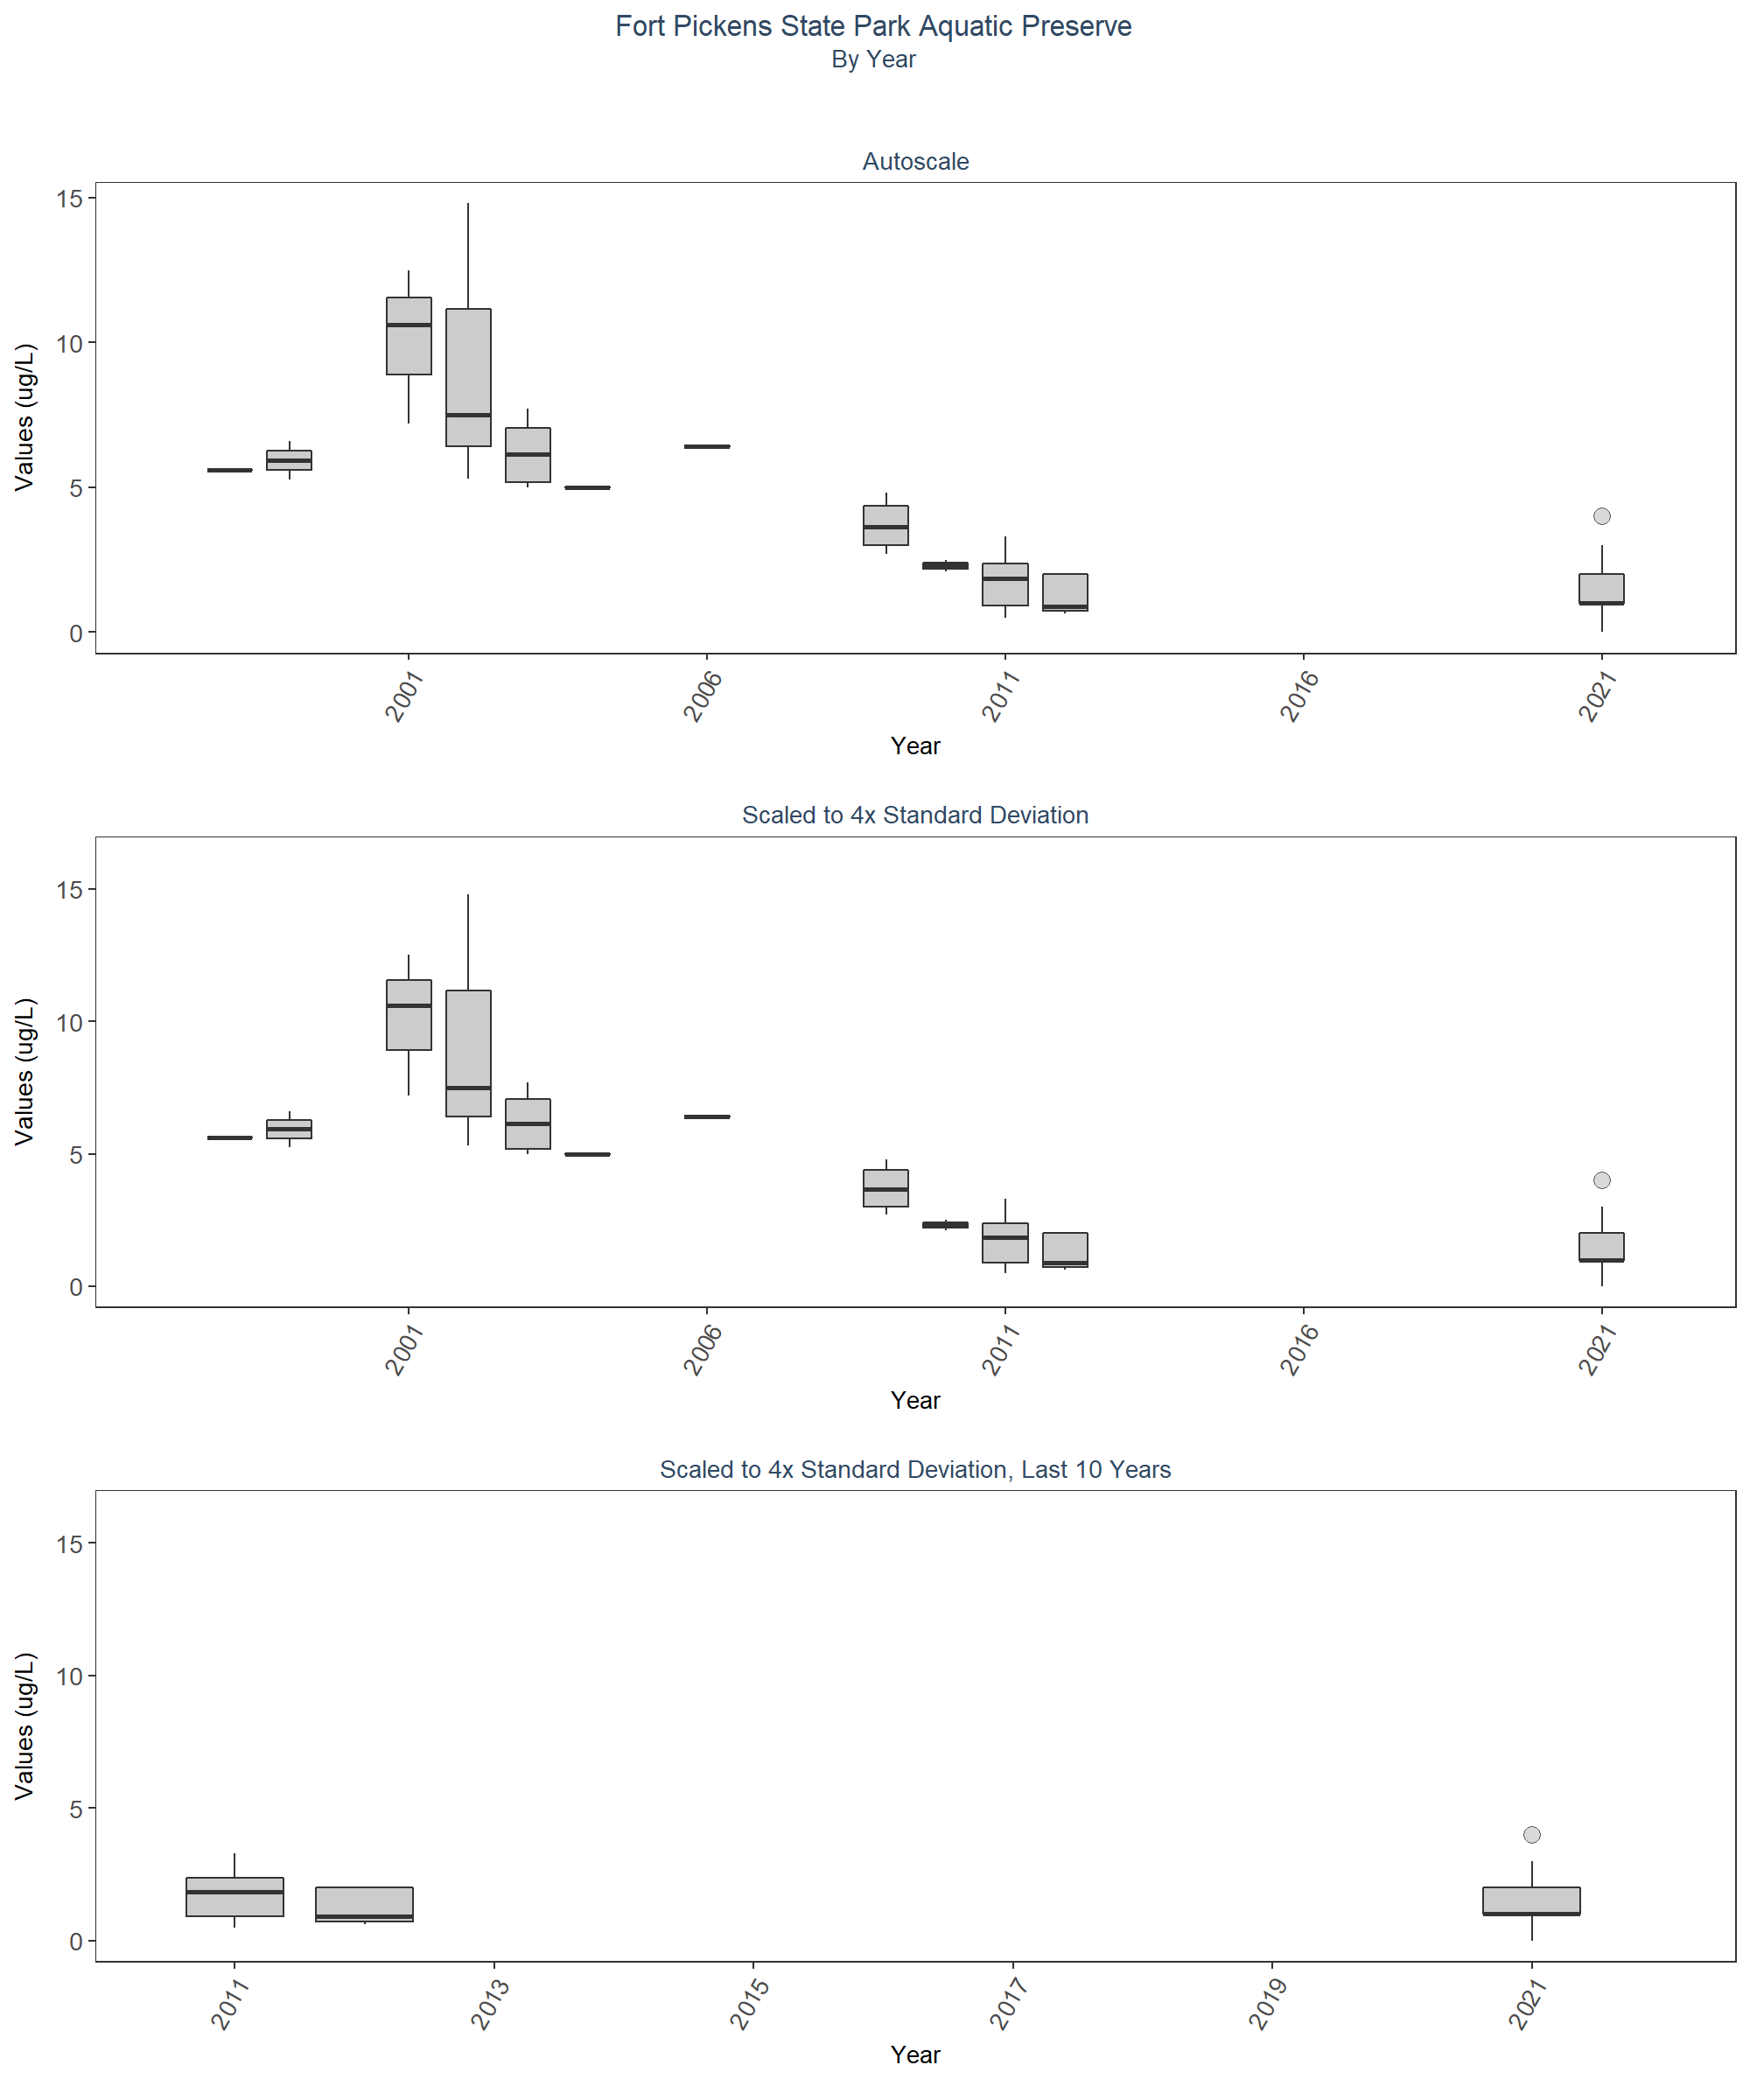 Fort Pickens State Park Aquatic Preserve
By Year
Autoscale
Values (ug/L)
15
10
5
0
2001
2006
2011
2016
2021
Year
Scaled to 4x Standard Deviation
Values (ug/L)
15
10
5
0
2001
2006
2011
2016
2021
Year
Scaled to 4x Standard Deviation, Last 10 Years
Values (ug/L)
15
10
5
0
2011
2013
2015
2017
2019
2021
Year